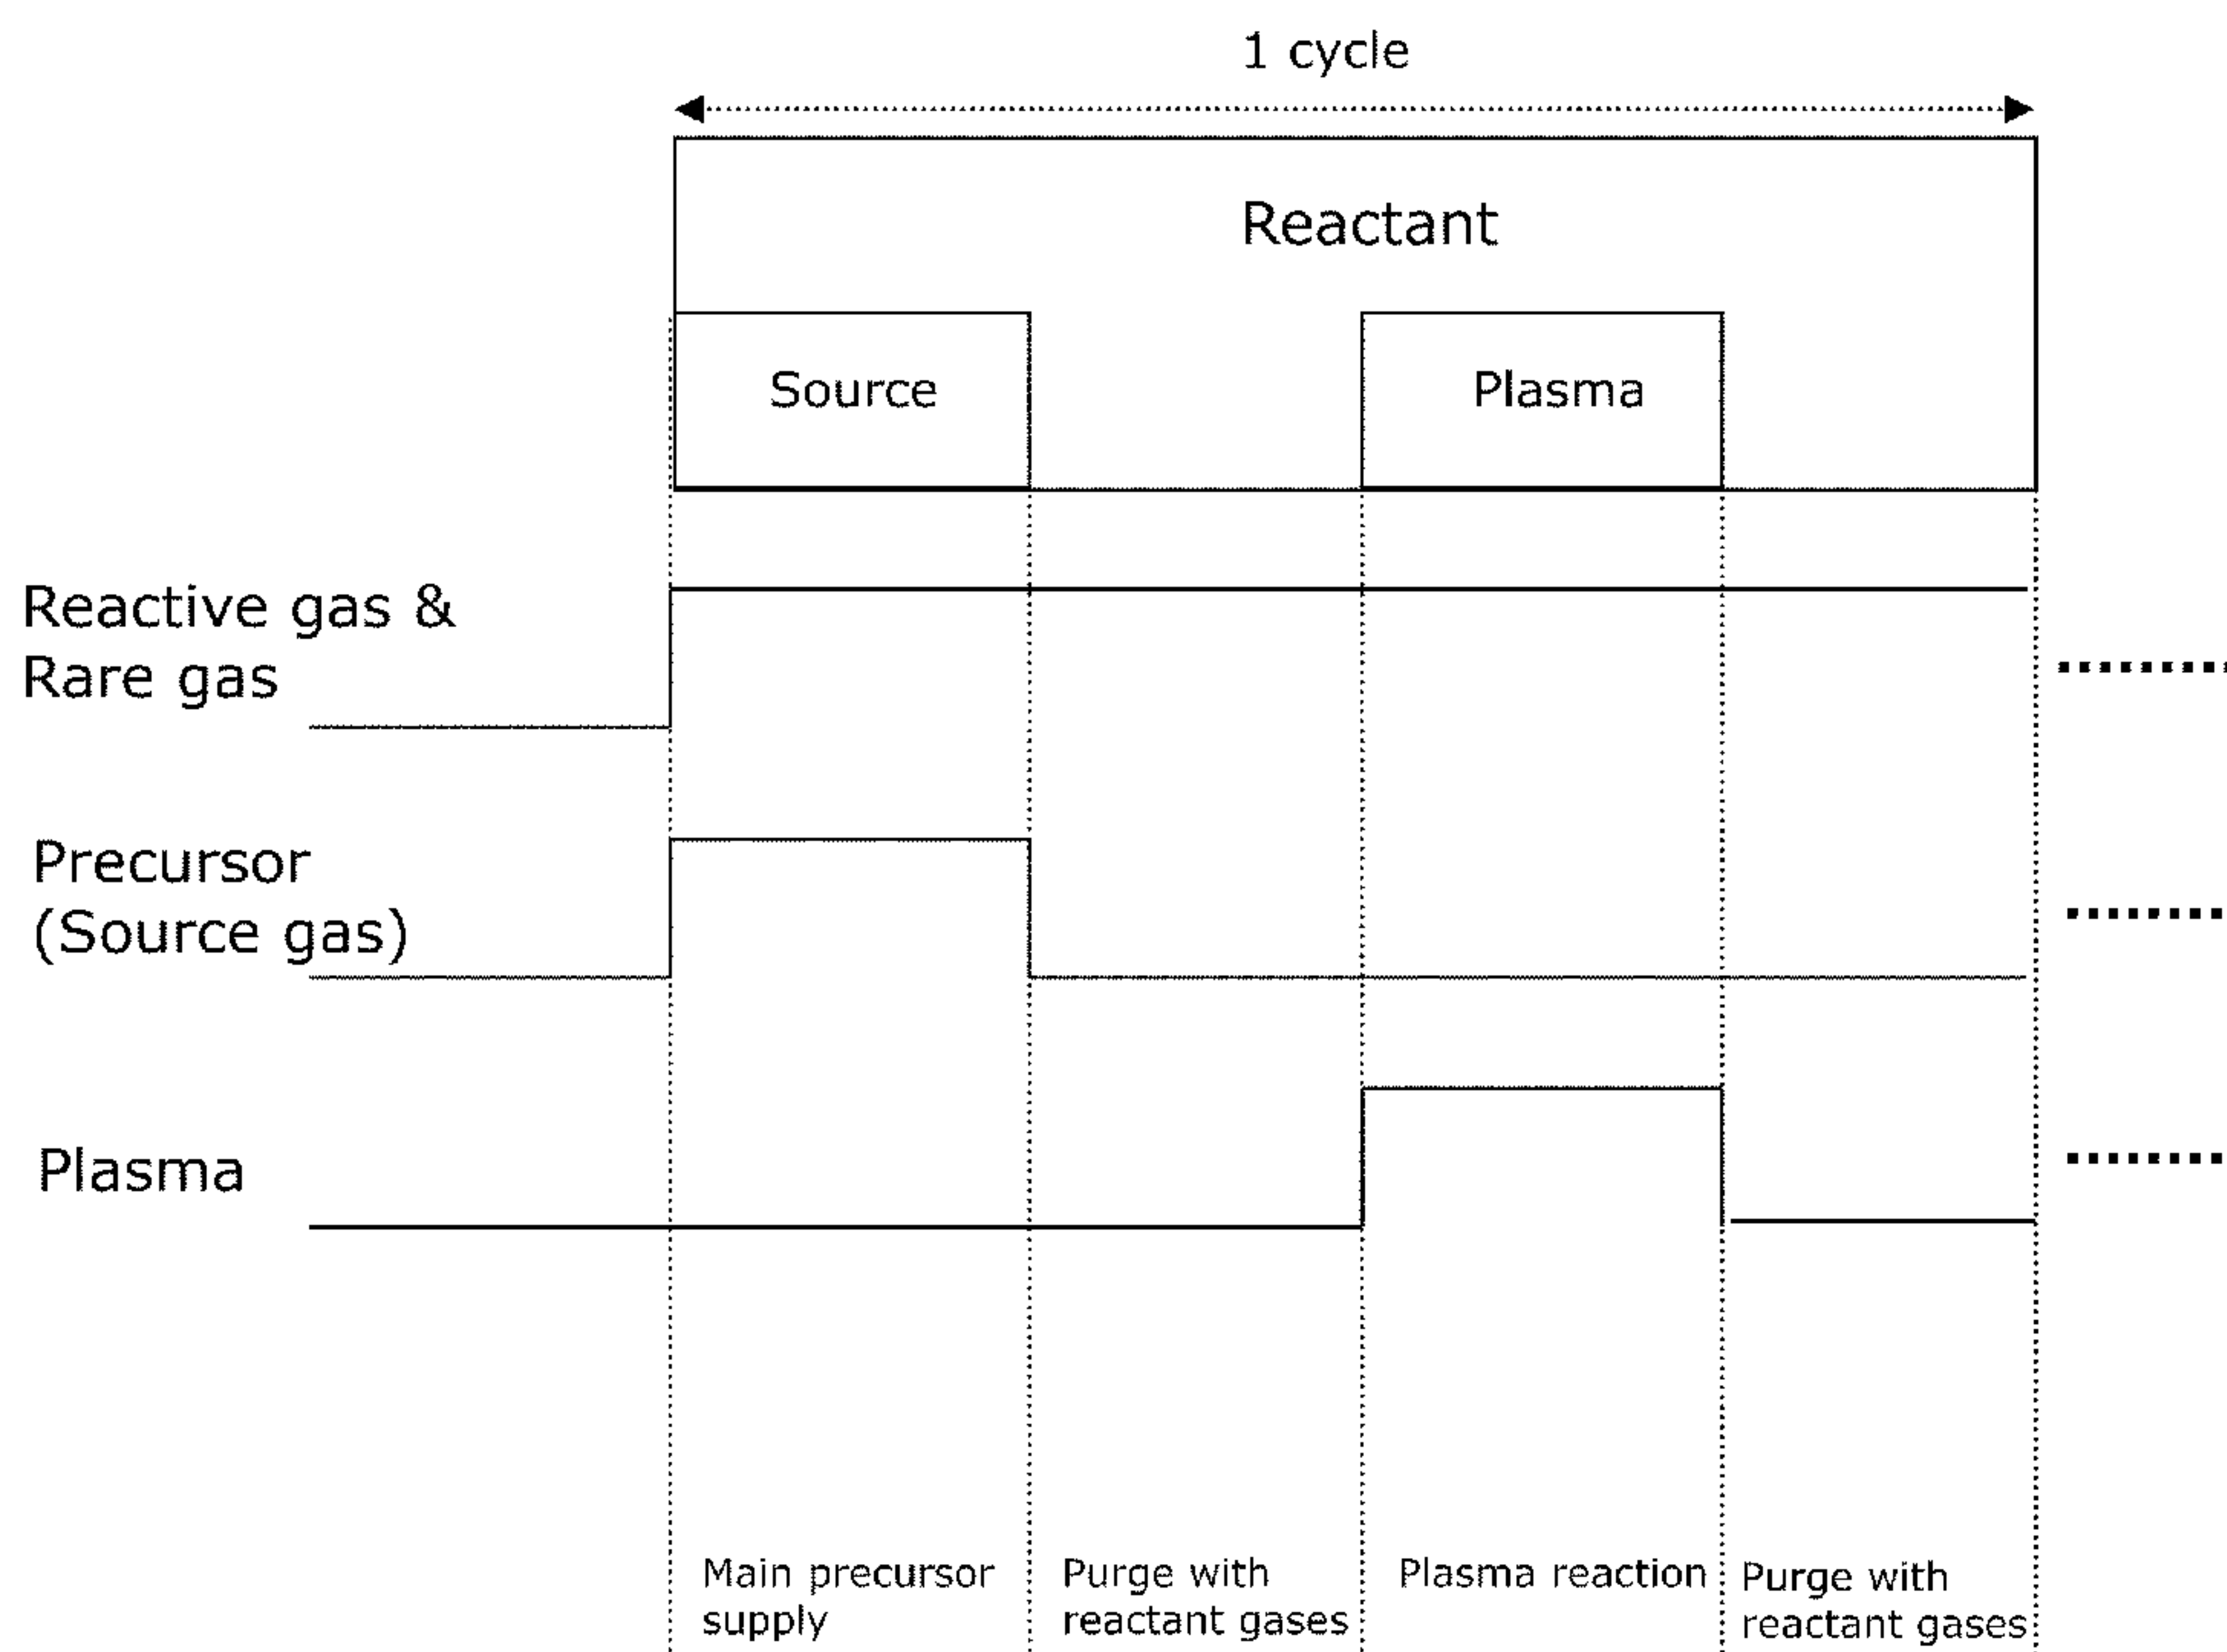 1 cycle
Reactant
Source
Plasma
Reactive gas &
Rare gas
Precursor
(Source gas)
Plasma
Main precursor
supply
Purge with
reactant gases
Plasma reaction
Purge with
reactant gases